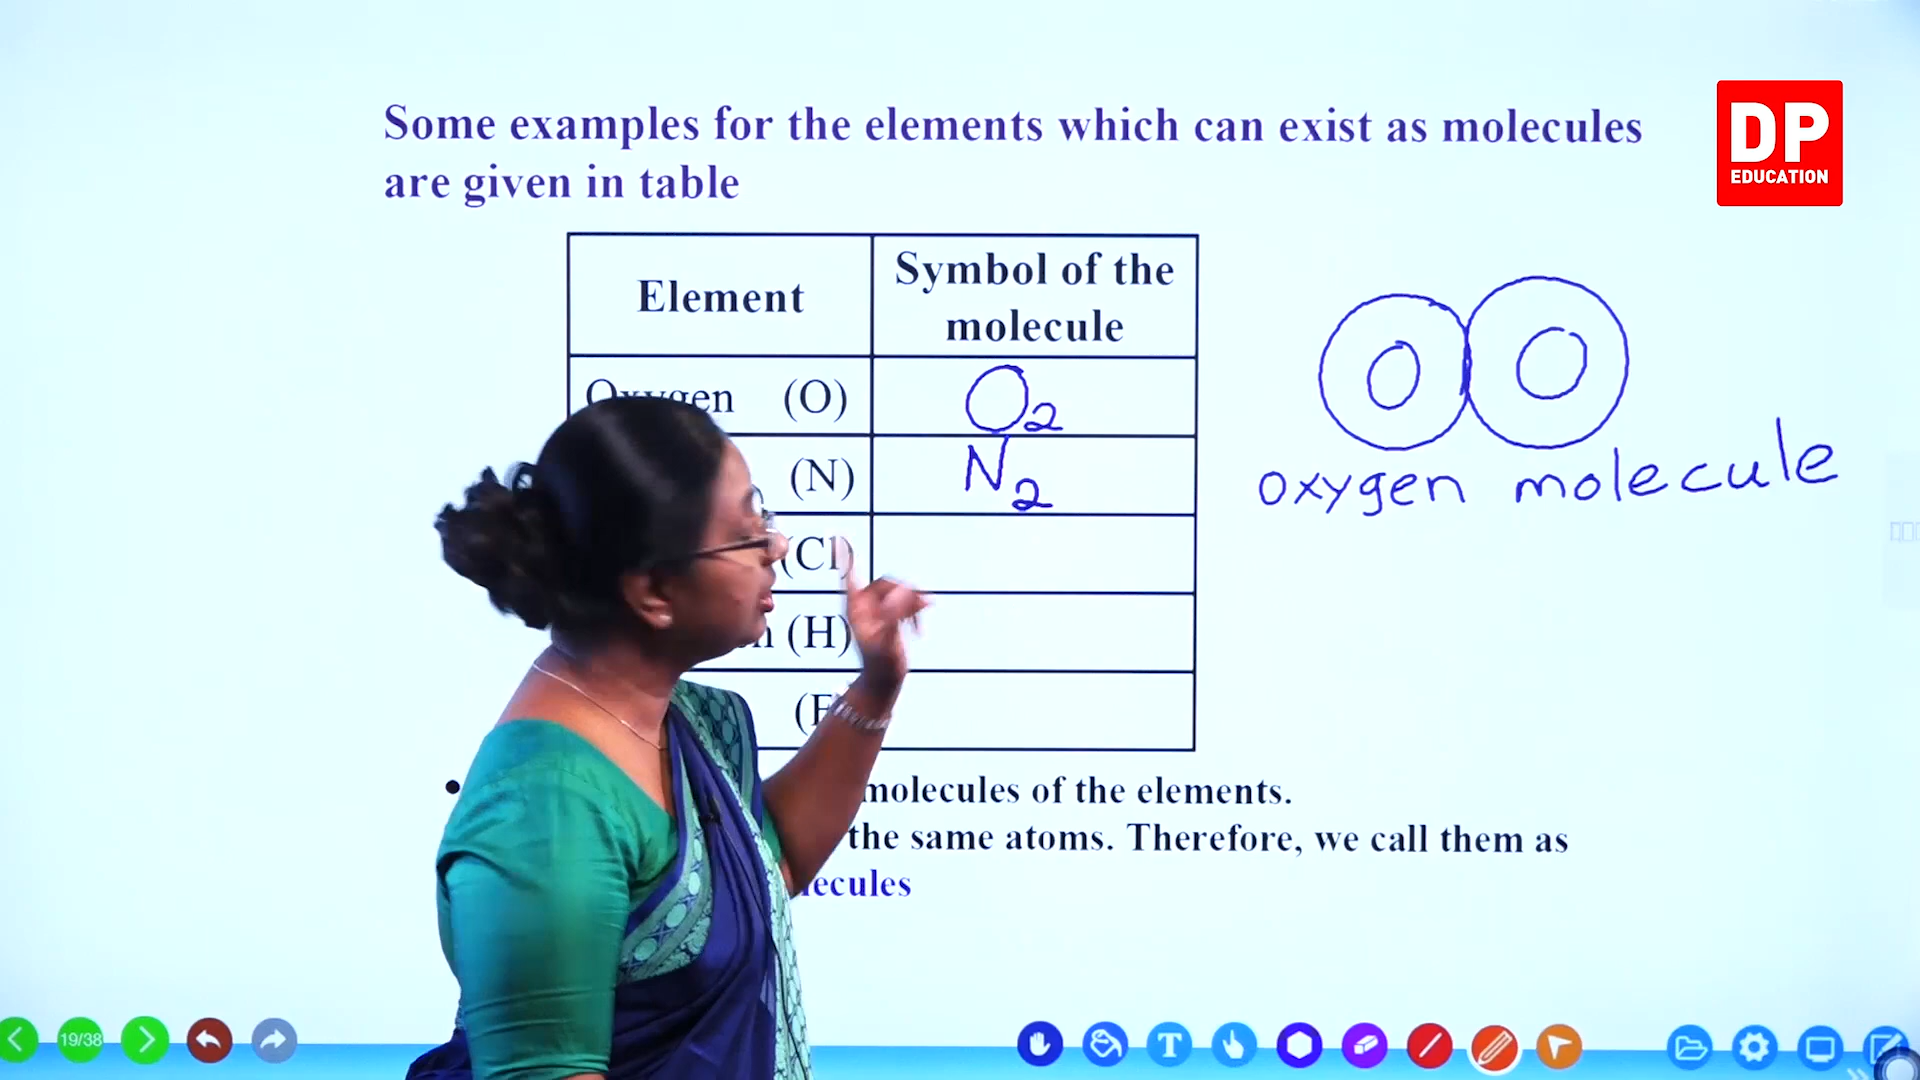 Some examples for the elements which can exist as molecules
are given in table
DP
EDUCATION
Element
Symbol of the
molecule
Oxygen (O)
O2
(N)
N2
(Cl)
(H)
oxygen molecule
molecules of the elements.
the same atoms. Therefore, we call them as
19/38
T